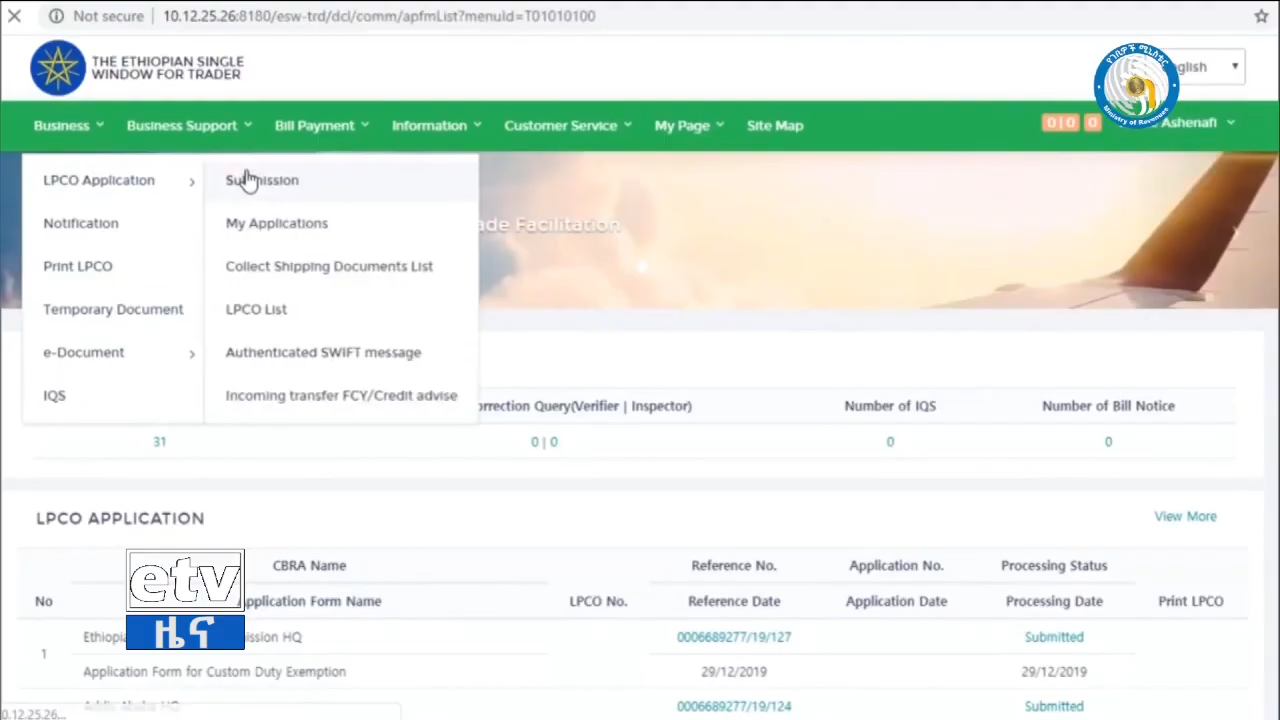 Not secure | 10.12.25.26:8180/esw-trd/dcl/comm/apfmList?menuId=T01010100
THE ETHIOPIAN SINGLE
WINDOW FOR TRADER
የገቢዎች ሚኒስቴር
Ministry of Revenues
Business
Business Support
Bill Payment
Information
Customer Service
My Page
Site Map
0 | 0
0
Ashenafi
LPCO Application
Submission
Notification
My Applications
Facilitation
Print LPCO
Collect Shipping Documents List
Temporary Document
LPCO List
e-Document
Authenticated SWIFT message
IQS
Incoming transfer FCY/Credit advise
Query(Verifier | Inspector)
Number of IQS
Number of Bill Notice
31
0 | 0
0
0
LPCO APPLICATION
View More
CBRA Name
Reference No.
Application No.
Processing Status
No
Form Name
LPCO No.
Reference Date
Application Date
Processing Date
Print LPCO
etv
ዜና
1
HQ
0006689277/19/127
Submitted
Application Form for Custom Duty Exemption
29/12/2019
29/12/2019
0006689277/19/124
Submitted